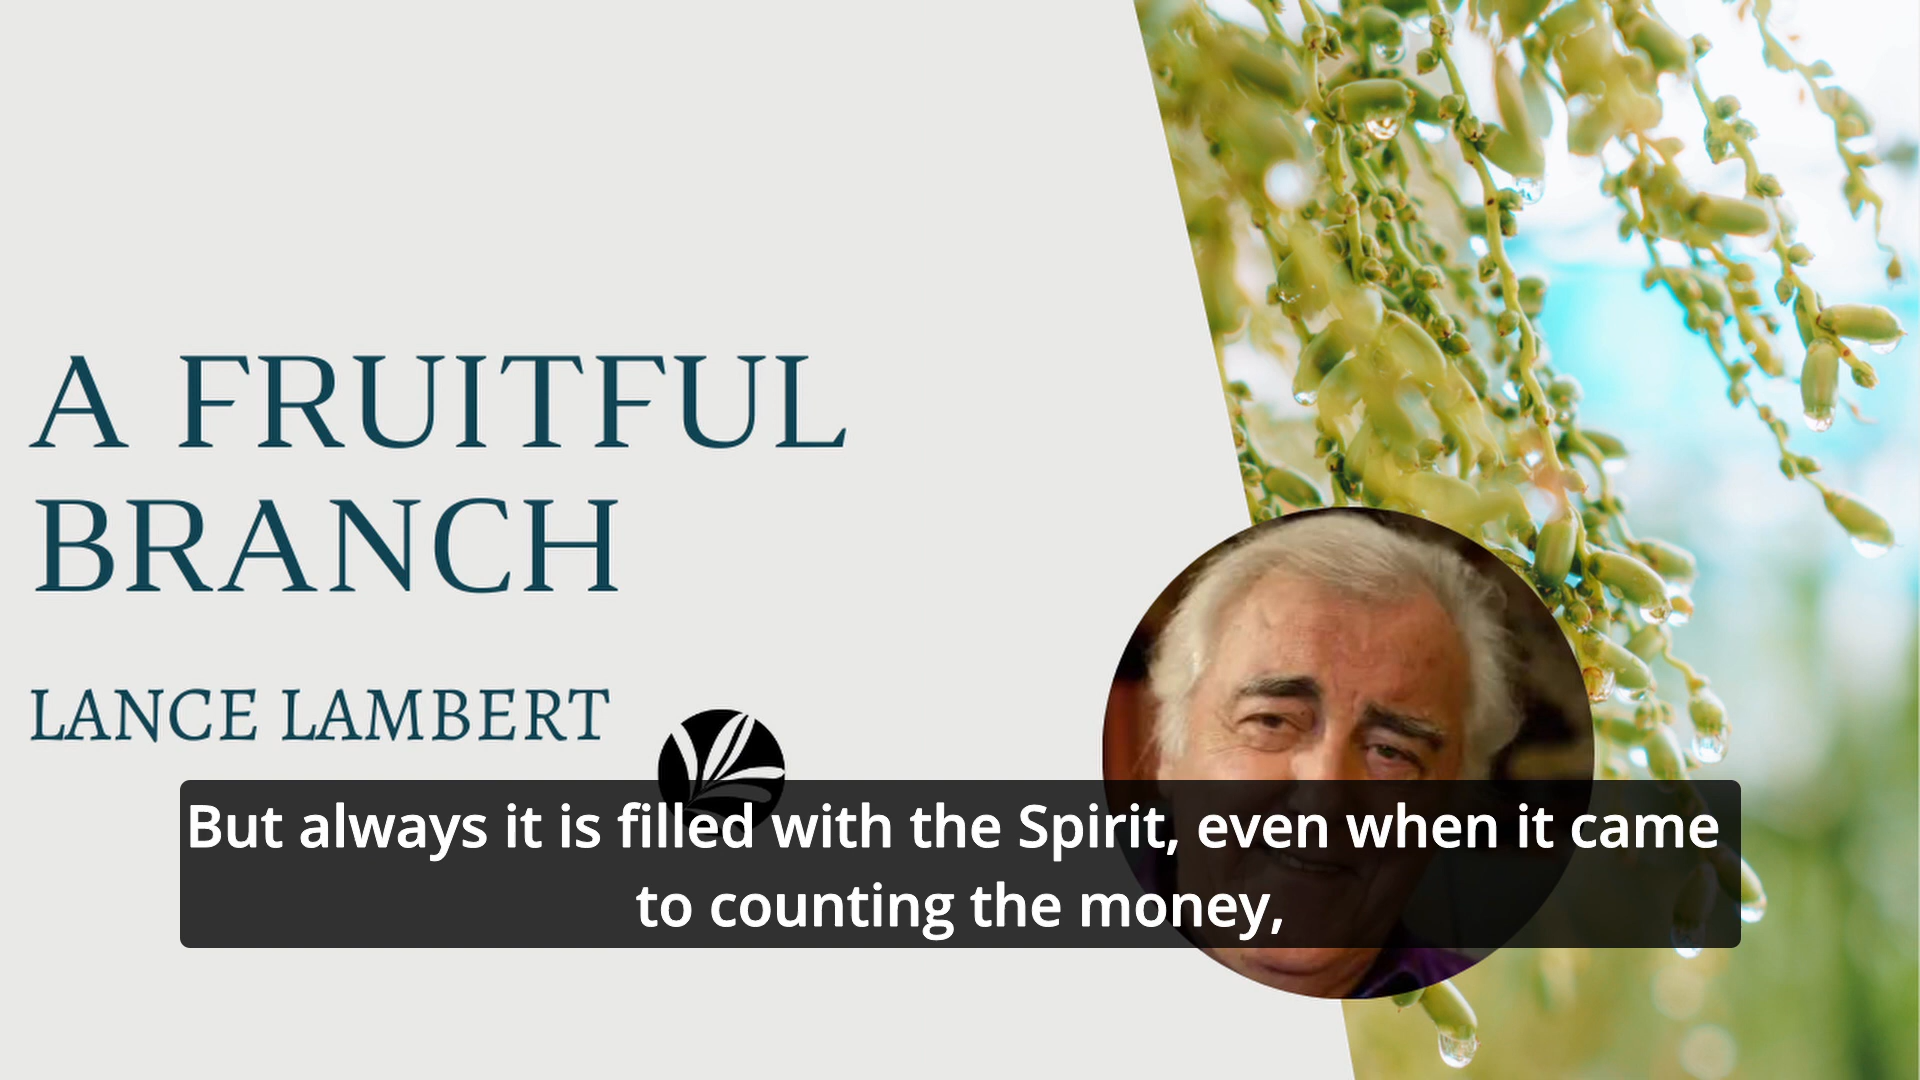 A FRUITFUL
BRANCH
LANCE LAMBERT
But always it is filled with the Spirit, even when it came
to counting the money,